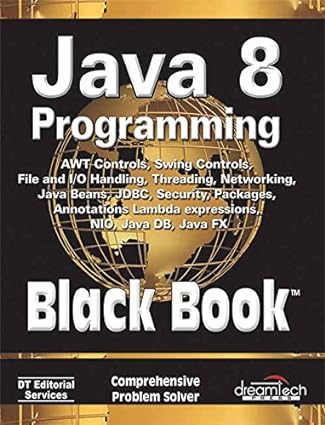 Java 8
Programming
AWT Controls, Swing Controls,
File and I/O Handling, Threading, Networking,
Java Beans, JDBC, Security, Packages,
Annotations Lambda expressions,
NIO, Java DB, Java FX
Black Book™
DT Editorial
Services
Comprehensive
Problem Solver
dreamtech
PRESS